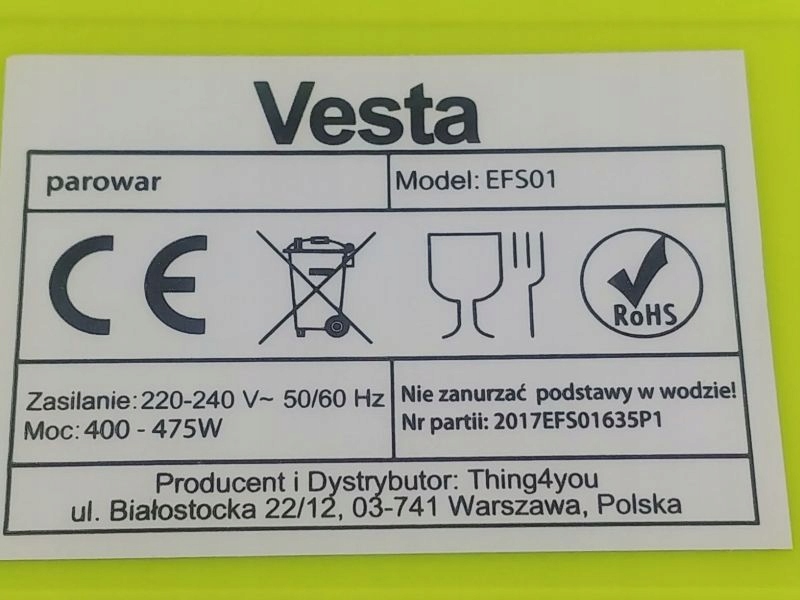 Vesta
parowar
Model: EFS01
CE
RoHS
Zasilanie: 220-240 V~ 50/60 Hz
Moc: 400 - 475W
Nie zanurzać podstawy w wodzie!
Nr partii: 2017EFS01635P1
Producent i Dystrybutor: Thing4you
ul. Białostocka 22/12, 03-741 Warszawa, Polska